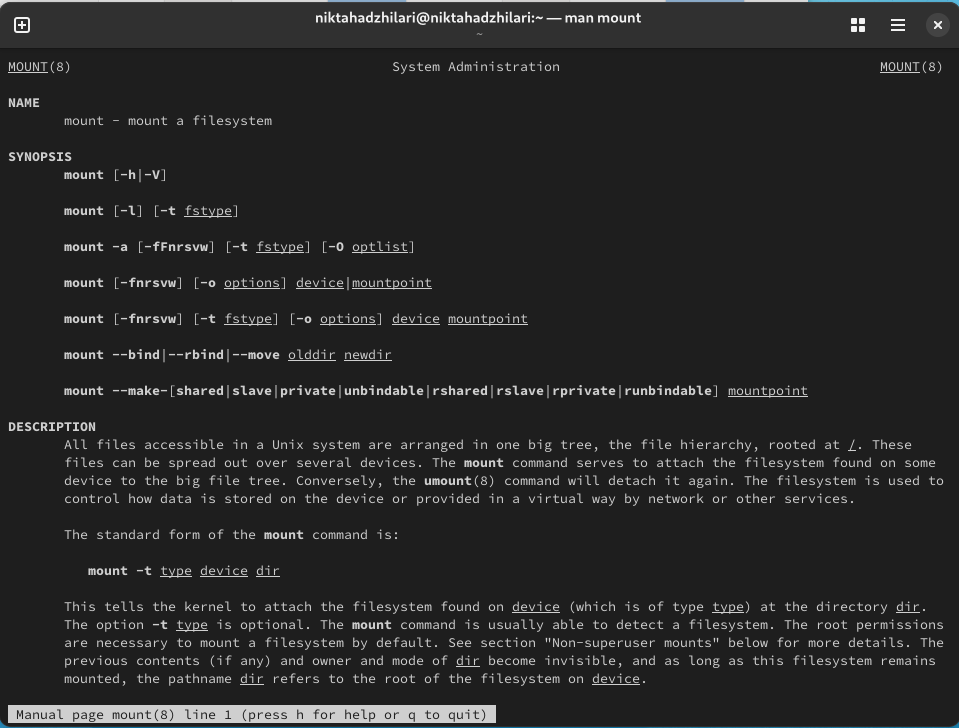 niktahadzhilari@niktahadzhilari:~ — man mount
~
MOUNT(8) System Administration MOUNT(8)
NAME
mount - mount a filesystem
SYNOPSIS
mount [-h|-V]
mount [-l] [-t fstype]
mount -a [-fFnrsvw] [-t fstype] [-O optlist]
mount [-fnrsvw] [-o options] device|mountpoint
mount [-fnrsvw] [-t fstype] [-o options] device mountpoint
mount --bind|--rbind|--move olddir newdir
mount --make-[shared|slave|private|unbindable|rshared|rslave|rprivate|runbindable] mountpoint
DESCRIPTION
All files accessible in a Unix system are arranged in one big tree, the file hierarchy, rooted at /. These
files can be spread out over several devices. The mount command serves to attach the filesystem found on some
device to the big file tree. Conversely, the umount(8) command will detach it again. The filesystem is used to
control how data is stored on the device or provided in a virtual way by network or other services.
The standard form of the mount command is:
mount -t type device dir
This tells the kernel to attach the filesystem found on device (which is of type type) at the directory dir.
The option -t type is optional. The mount command is usually able to detect a filesystem. The root permissions
are necessary to mount a filesystem by default. See section "Non-superuser mounts" below for more details. The
previous contents (if any) and owner and mode of dir become invisible, and as long as this filesystem remains
mounted, the pathname dir refers to the root of the filesystem on device.
Manual page mount(8) line 1 (press h for help or q to quit)